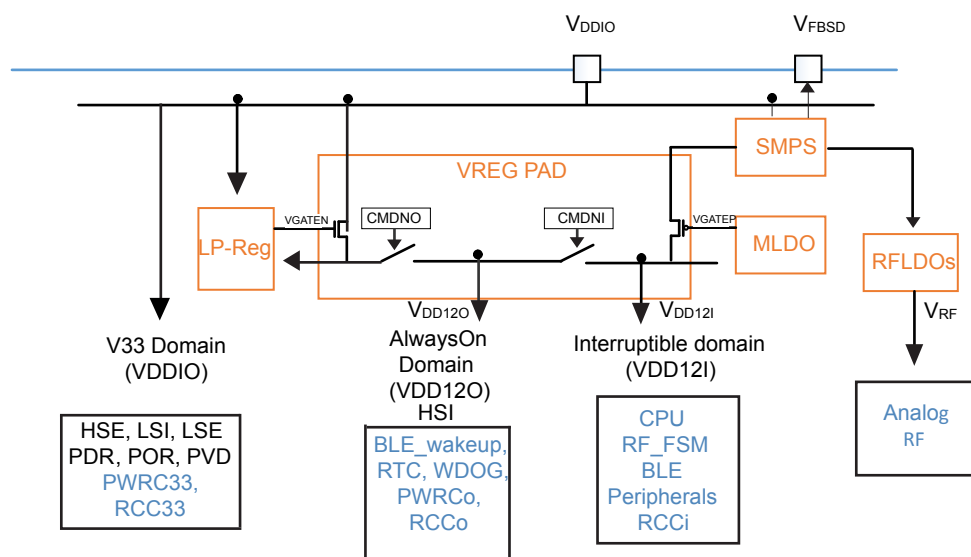 VDDIO
VFBSD
SMPS
VREG PAD
VGATEN
CMDNO
CMDNI
VGATEP
LP-Reg
MLDO
RFLDOs
VDD12O
VDD12I
VRF
V33 Domain
(VDDIO)
AlwaysOn
Domain
(VDD12O)
HSI
Interruptible domain
(VDD12I)
HSE, LSI, LSE
PDR, POR, PVD
PWRC33,
RCC33
BLE_wakeup,
RTC, WDOG,
PWRCo,
RCCo
CPU
RF_FSM
BLE
Peripherals
RCCi
Analog
RF